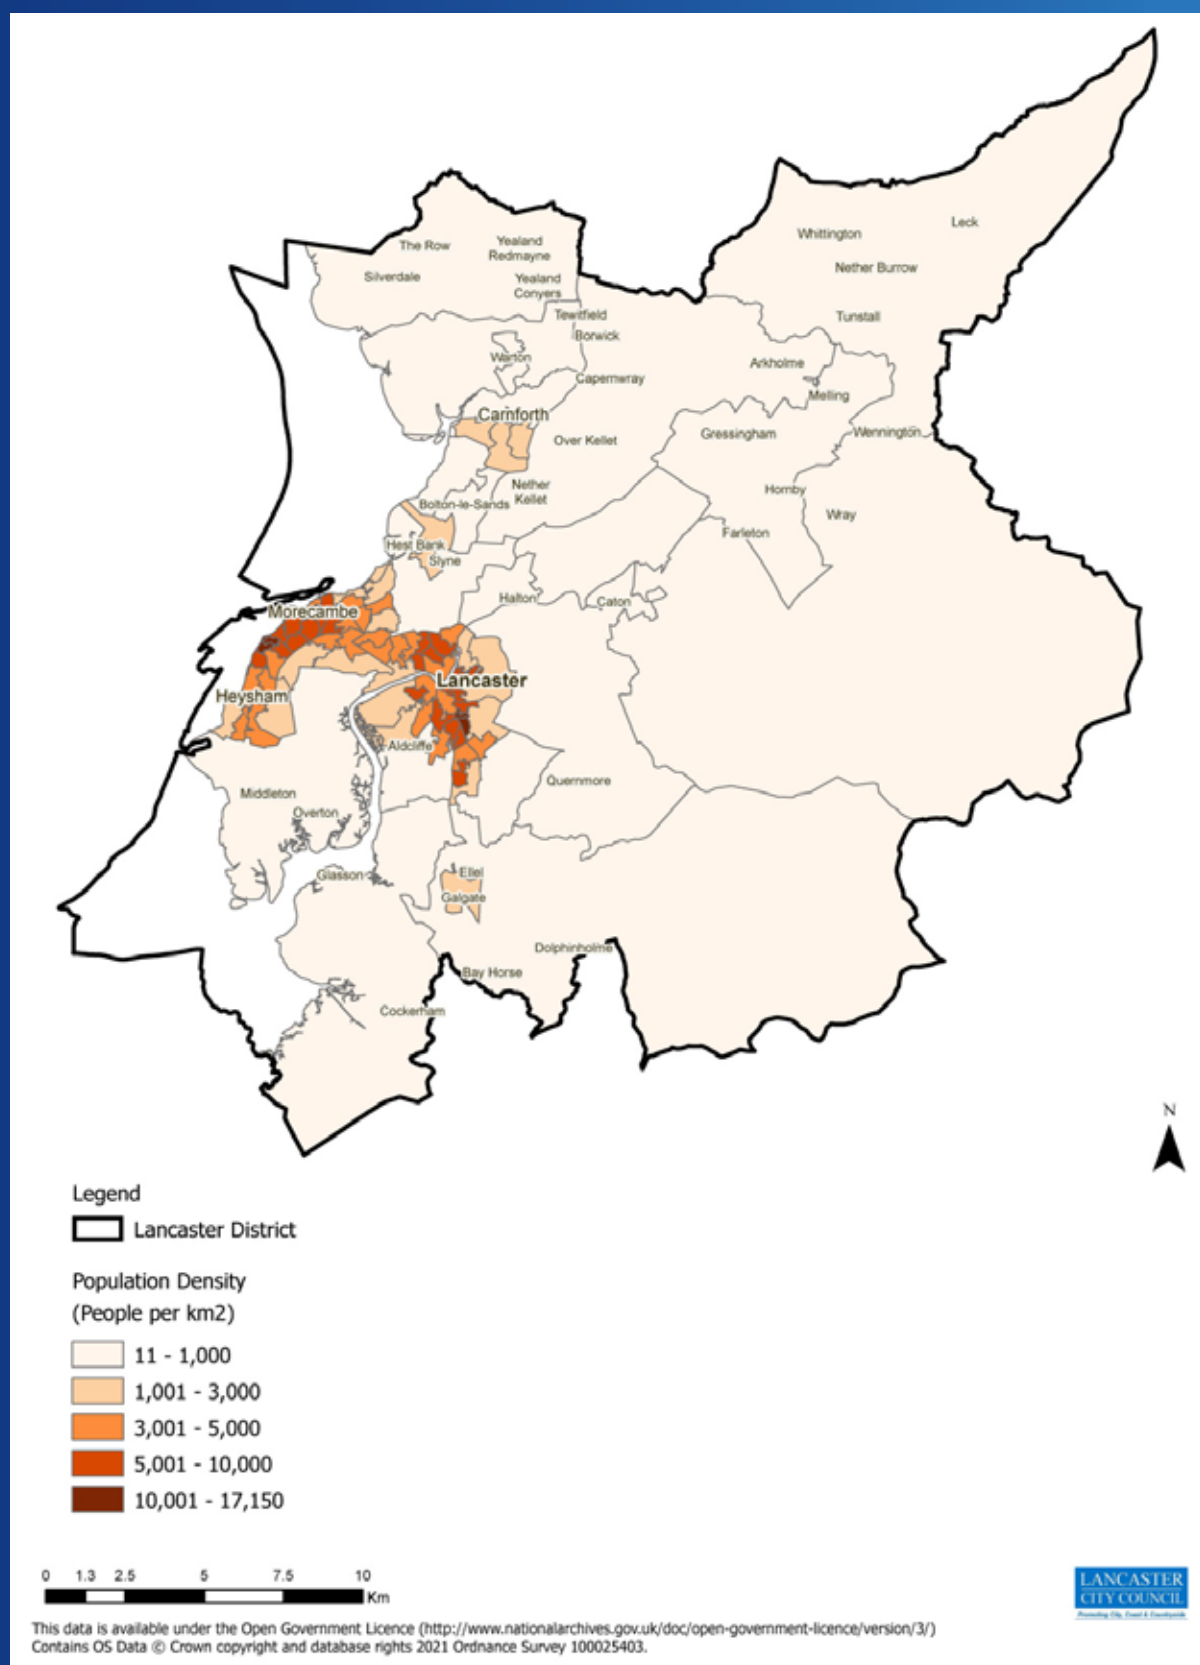 Leck
Whittington
The Row
Yealand
Redmayne
Nether Burrow
Silverdale
Yealand
Conyers
Tewitfield
Tunstall
Borwick
Warton
Arkholme
Capernwray
Melling
Carnforth
Gressingham
Wennington
Over Kellet
Nether
Kellet
Hornby
Bolton-le-Sands
Wray
Farleton
Hest Bank
Slyne
Halton
Caton
Morecambe
Lancaster
Heysham
Aldcliffe
Quernmore
Middleton
Overton
Ellel
Glasson
Galgate
Dolphinholme
Bay Horse
Cockerham
N
Legend
Lancaster District
Population Density
(People per km2)
11 - 1,000
1,001 - 3,000
3,001 - 5,000
5,001 - 10,000
10,001 - 17,150
0 1.3 2.5 5 7.5 10
Km
LANCASTER
CITY COUNCIL
Promoting City, Coast & Countryside
This data is available under the Open Government Licence (http://www.nationalarchives.gov.uk/doc/open-government-licence/version/3/)
Contains OS Data © Crown copyright and database rights 2021 Ordnance Survey 100025403.